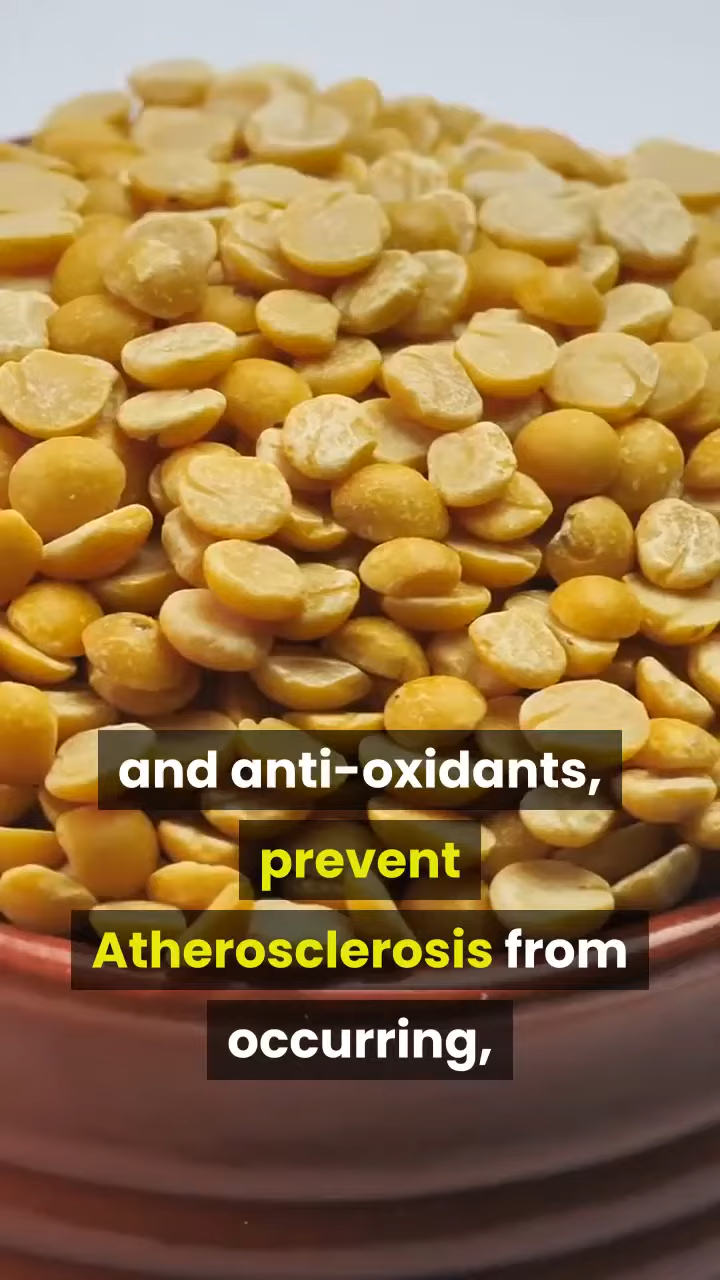 and anti-oxidants,
prevent
Atherosclerosis from
occurring,